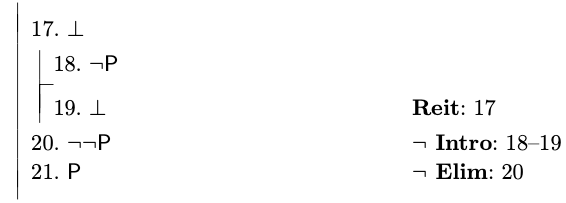 17. ⊥
18. ¬P
19. ⊥ Reit: 17
20. ¬¬P ¬ Intro: 18–19
21. P ¬ Elim: 20